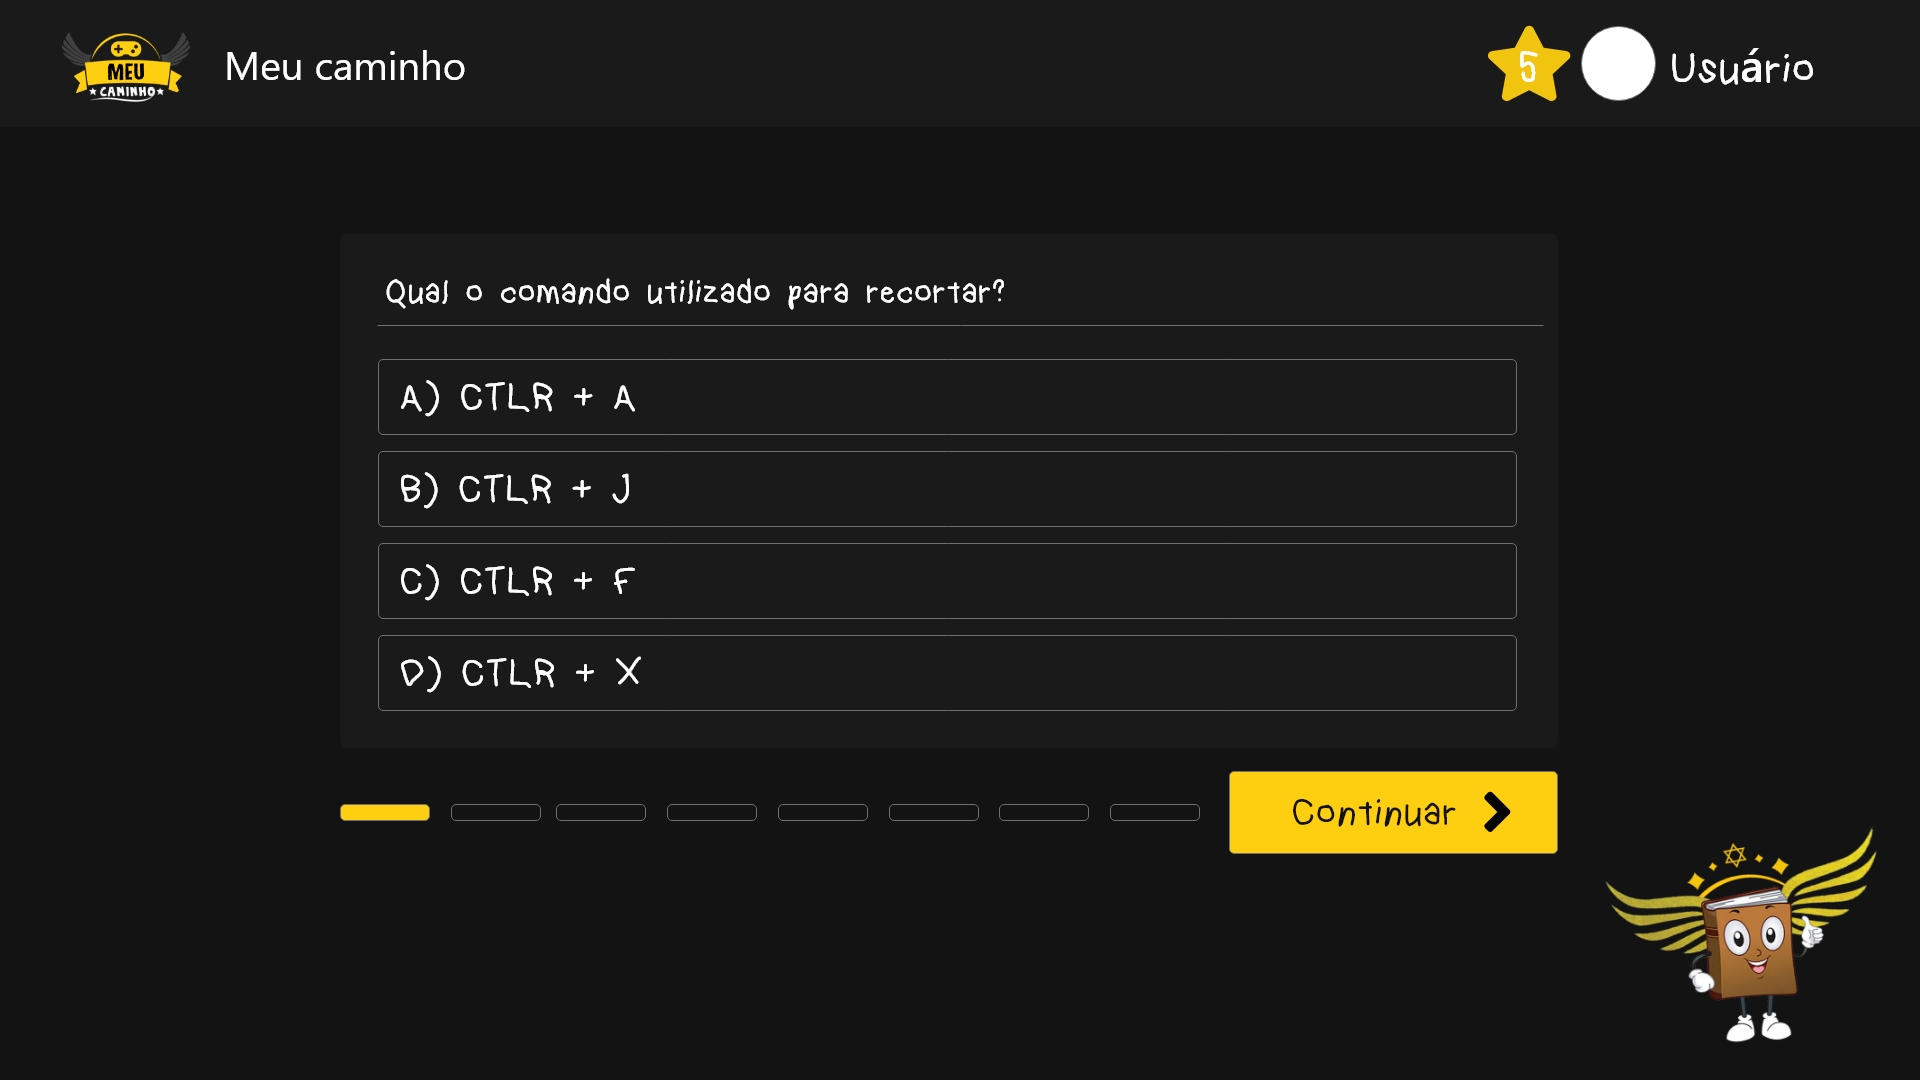 MEU
CAMINHO
Meu caminho
5
Usuário
Qual o comando utilizado para recortar?
A) CTLR + A
B) CTLR + J
C) CTLR + F
D) CTLR + X
Continuar